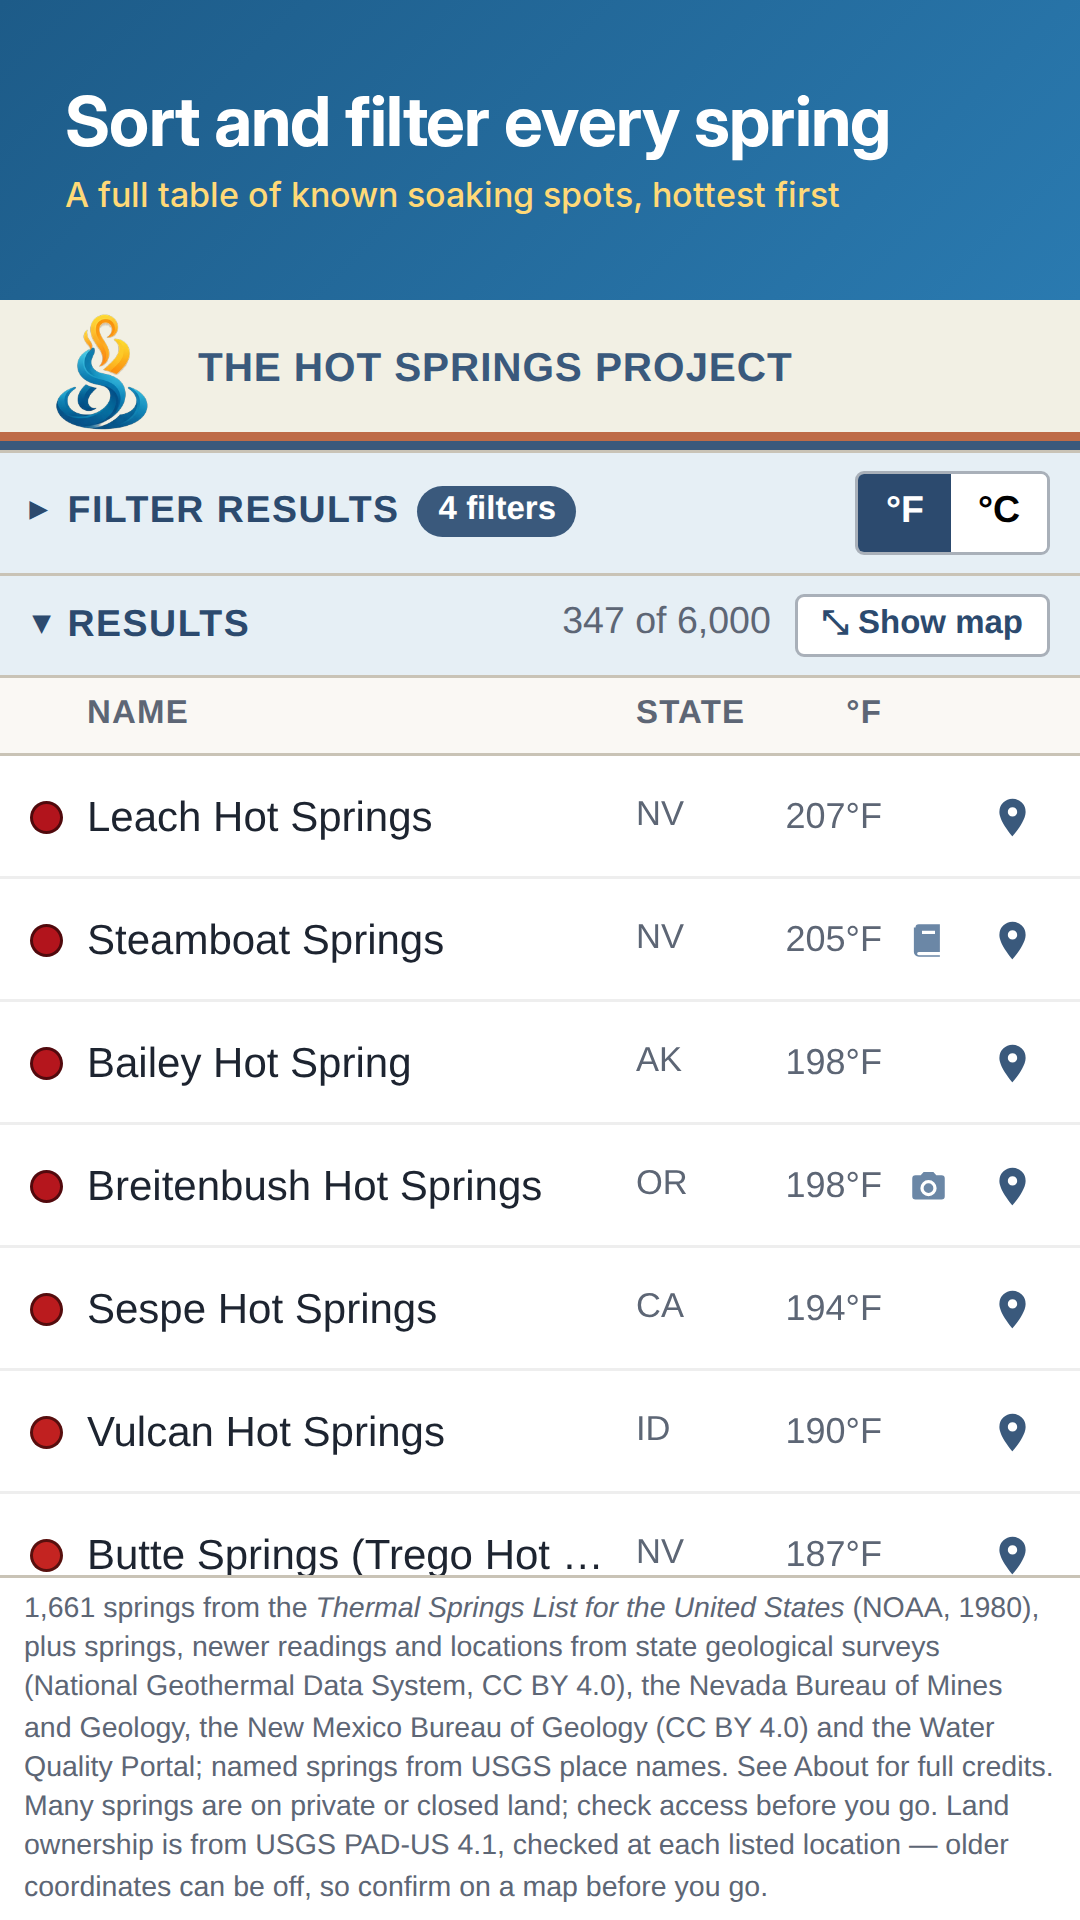 Sort and filter every spring
A full table of known soaking spots, hottest first
THE HOT SPRINGS PROJECT
► FILTER RESULTS 4 filters °F °C
▼ RESULTS 347 of 6,000 ⤡ Show map
NAME STATE °F
Leach Hot Springs NV 207°F
Steamboat Springs NV 205°F
Bailey Hot Spring AK 198°F
Breitenbush Hot Springs OR 198°F
Sespe Hot Springs CA 194°F
Vulcan Hot Springs ID 190°F
Butte Springs (Trego Hot … NV 187°F
1,661 springs from the Thermal Springs List for the United States (NOAA, 1980),
plus springs, newer readings and locations from state geological surveys
(National Geothermal Data System, CC BY 4.0), the Nevada Bureau of Mines
and Geology, the New Mexico Bureau of Geology (CC BY 4.0) and the Water
Quality Portal; named springs from USGS place names. See About for full credits.
Many springs are on private or closed land; check access before you go. Land
ownership is from USGS PAD-US 4.1, checked at each listed location — older
coordinates can be off, so confirm on a map before you go.